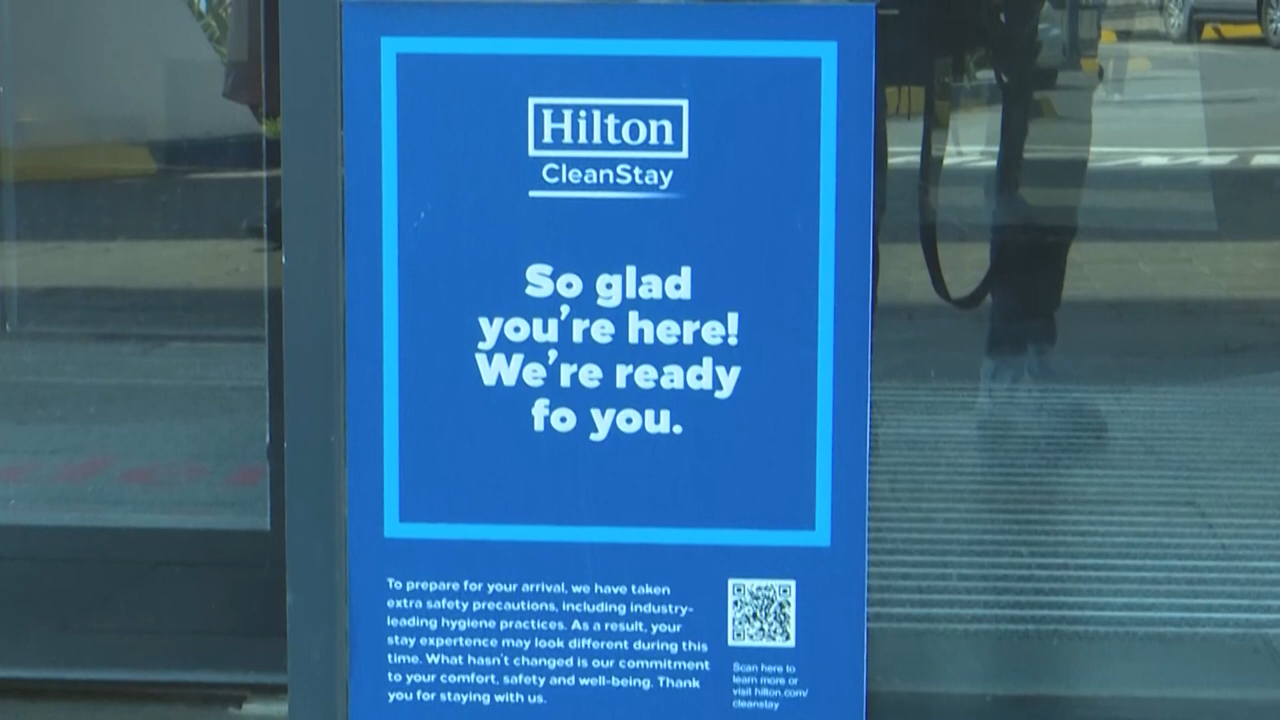 Hilton
CleanStay
So glad
you're here!
We're ready
fo you.
To prepare for your arrival, we have taken
extra safety precautions, including industry-
leading hygiene practices. As a result, your
stay expertence may look different during this
time. What hasn't changed is our commitment
to your comfort, safety and well-being. Thank
you for staying with us.
Scan here to
learn more or
visit hilton.com/
cleanstay